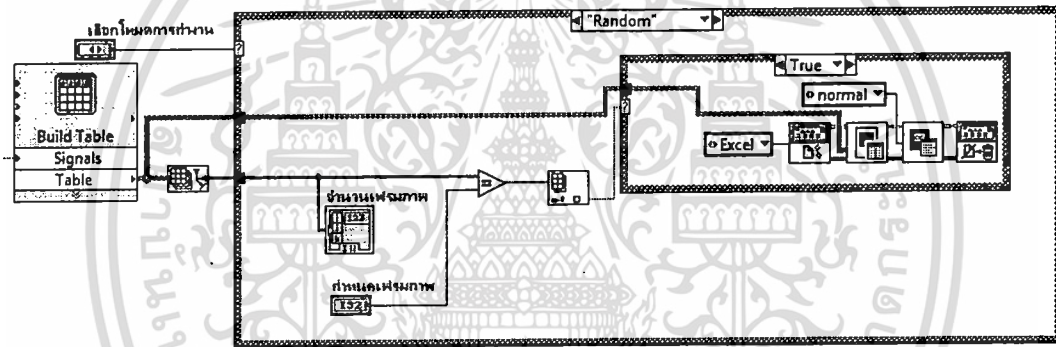 เลือกโหมดการทำงาน
"Random"
True
normal
Build Table
Signals
Table
Excel
จำนวนเฟรมภาพ
กำหนดเฟรมภาพ
I32